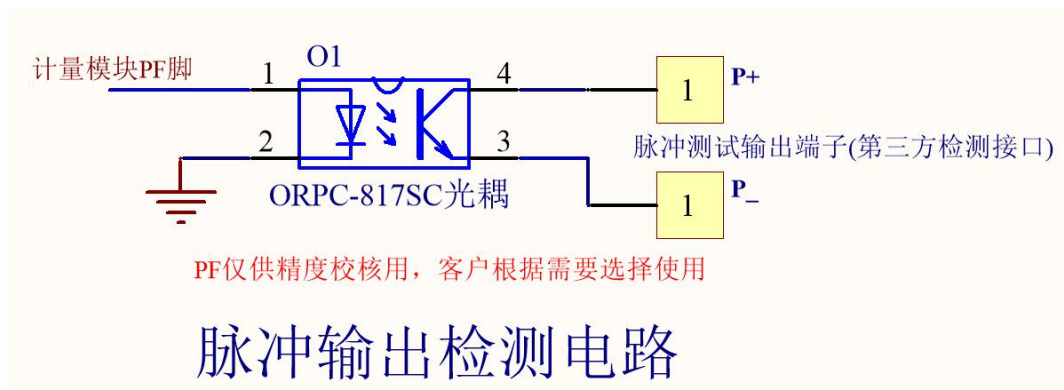 O1
计量模块PF脚
1
4
1
P+
2
3
脉冲测试输出端子(第三方检测接口)
ORPC-817SC光耦
1
P_
PF仅供精度校核用，客户根据需要选择使用
脉冲输出检测电路